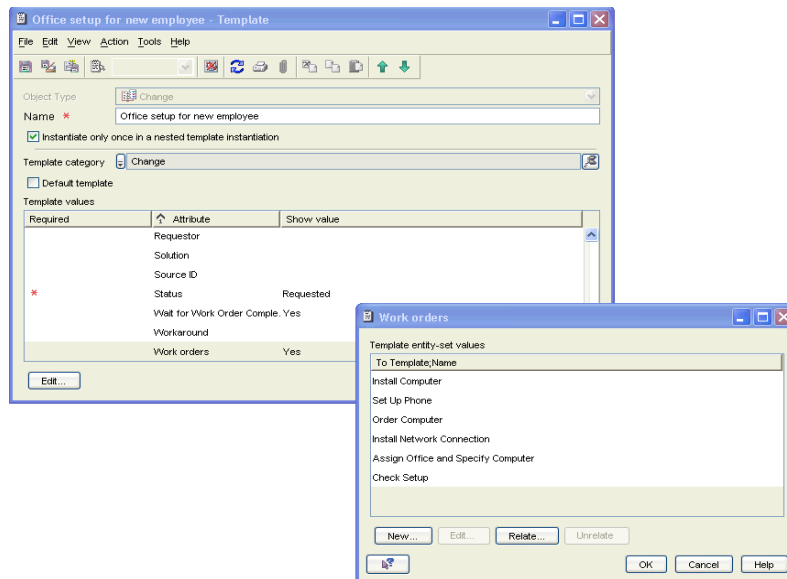 Office setup for new employee - Template
File Edit View Action Tools Help
Object Type Change
Name * Office setup for new employee
Instantiate only once in a nested template instantiation
Template category Change
Default template
Template values
Required 1 Attribute Show value
Requestor
Solution
Source ID
* Status Requested
Wait for Work Order Comple. Yes
Workaround
Work orders Yes
Edit...
Work orders
Template entity-set values
To Template;Name
Install Computer
Set Up Phone
Order Computer
Install Network Connection
Assign Office and Specify Computer
Check Setup
New... Edit... Relate... Unrelate
? OK Cancel Help